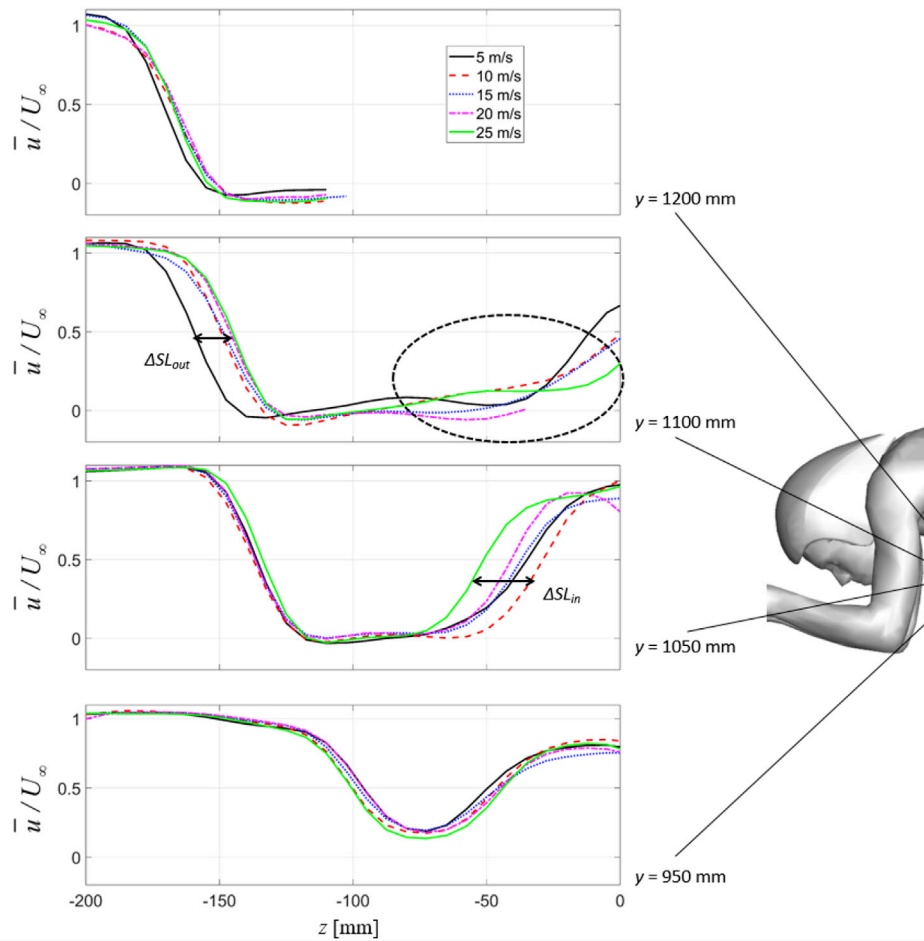 1
0.5
0
u̅ / U∞
5 m/s
10 m/s
15 m/s
20 m/s
25 m/s
y = 1200 mm
1
0.5
0
u̅ / U∞
ΔSLout
y = 1100 mm
1
0.5
0
u̅ / U∞
ΔSLin
y = 1050 mm
1
0.5
0
u̅ / U∞
y = 950 mm
-200
-150
-100
-50
0
z [mm]